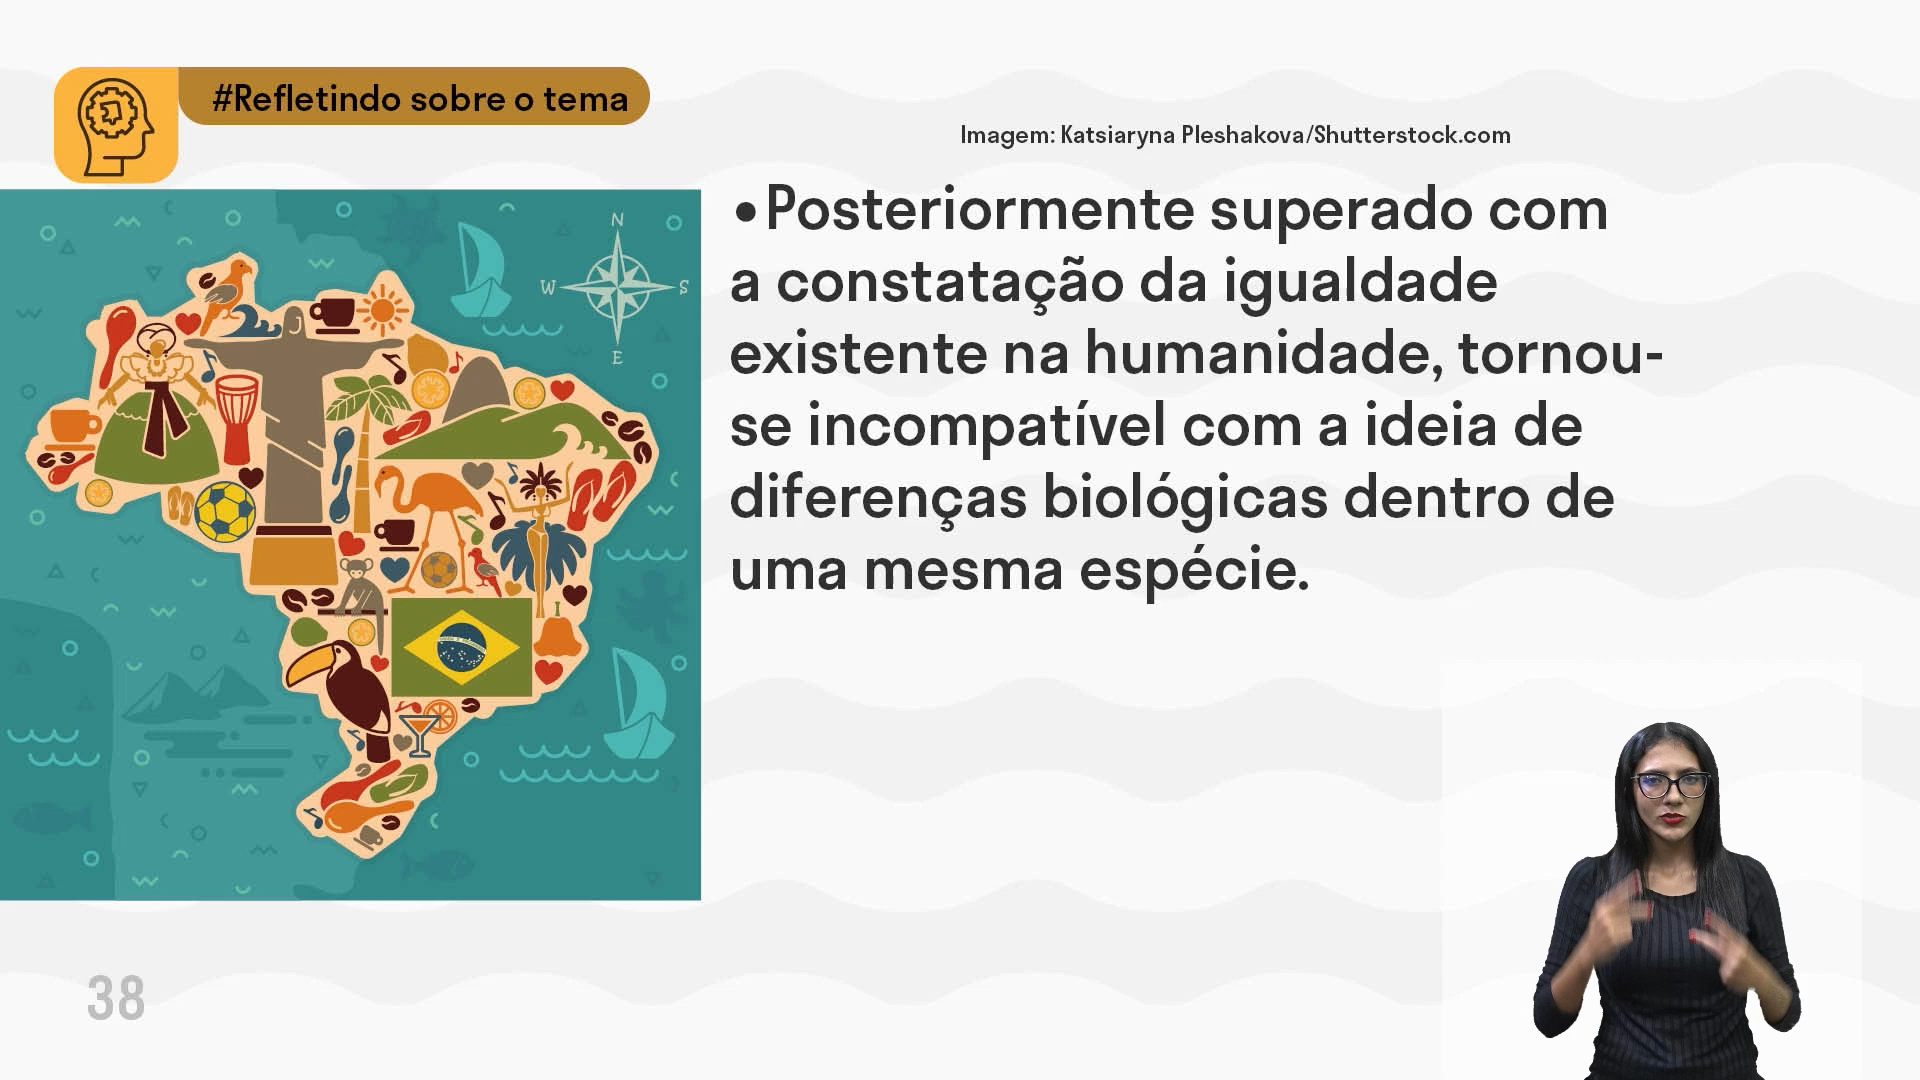 #Refletindo sobre o tema
Imagem: Katsiaryna Pleshakova/Shutterstock.com
•Posteriormente superado com
a constatação da igualdade
existente na humanidade, tornou-
se incompatível com a ideia de
diferenças biológicas dentro de
uma mesma espécie.
N
W
S
E
38